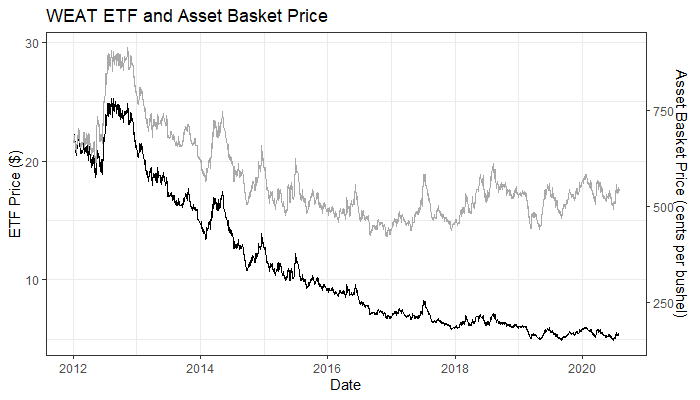 WEAT ETF and Asset Basket Price
30
20
10
ETF Price ($)
750
500
250
Asset Basket Price (cents per bushel)
2012
2014
2016
2018
2020
Date